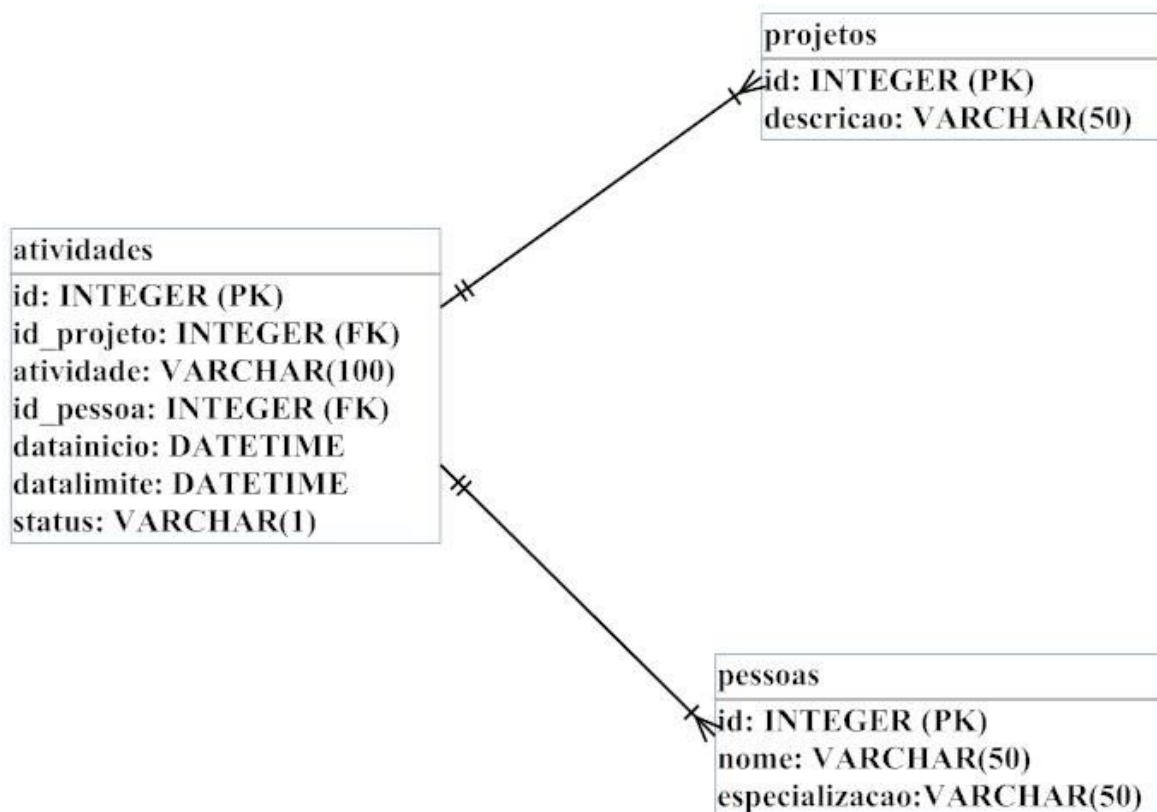 projetos
id: INTEGER (PK)
descricao: VARCHAR(50)
atividades
id: INTEGER (PK)
id_projeto: INTEGER (FK)
atividade: VARCHAR(100)
id_pessoa: INTEGER (FK)
datainicio: DATETIME
datalimite: DATETIME
status: VARCHAR(1)
pessoas
id: INTEGER (PK)
nome: VARCHAR(50)
especializacao:VARCHAR(50)